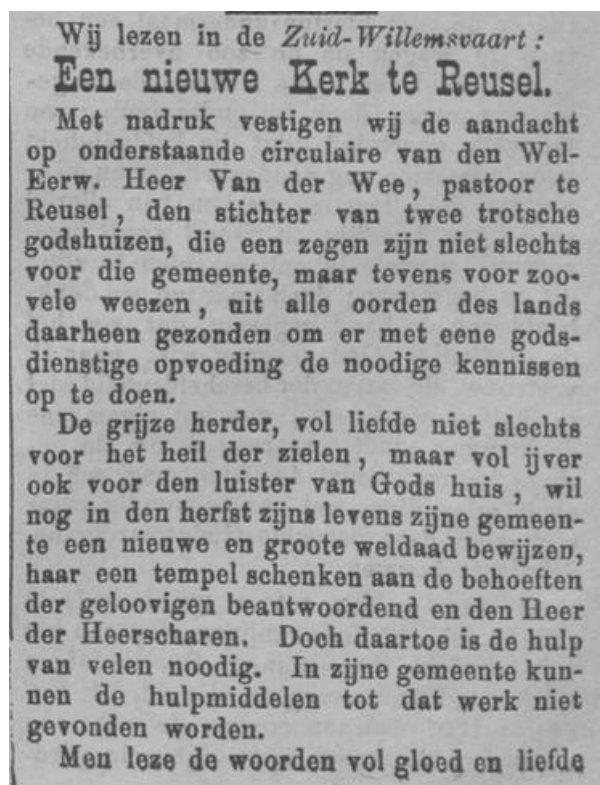 Wij lezen in de Zuid-Willemsvaart:
Een nieuwe Kerk te Reusel.
Met nadruk vestigen wij de aandacht
op onderstaande circulaire van den Wel-
Eerw. Heer Van der Wee, pastoor te
Reusel, den stichter van twee trotsche
godshuizen, die een zegen zijn niet slechts
voor die gemeente, maar tevens voor zoo-
vele weezen, uit alle oorden des lands
daarheen gezonden om er met eene gods-
dienstige opvoeding de noodige kennissen
op te doen.
De grijze herder, vol liefde niet slechts
voor het heil der zielen, maar vol ijver
ook voor den luister van Gods huis, wil
nog in den herfst zijns levens zijne gemeen-
te een nieuwe en groote weldaad bewijzen,
haar een tempel schenken aan de behoeften
der geloovigen beantwoordend en den Heer
der Heerscharen. Doch daartoe is de hulp
van velen noodig. In zijne gemeente kun-
nen de hulpmiddelen tot dat werk niet
gevonden worden.
Men leze de woorden vol gloed en liefde